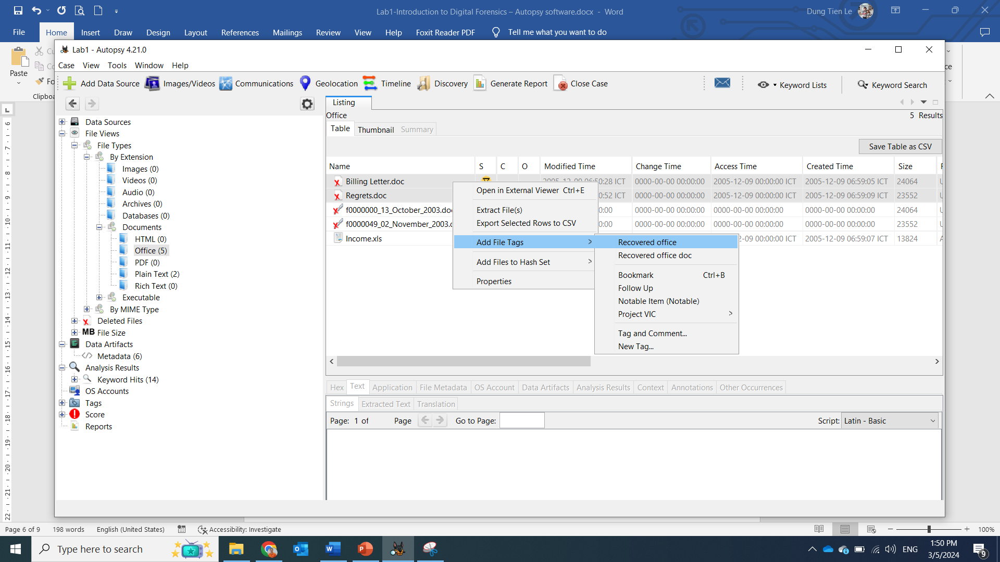 Lab1-Introduction to Digital Forensics – Autopsy software.docx - Word
Dung Tien Le
File Home Insert Draw Design Layout References Mailings Review View Help Foxit Reader PDF Tell me what you want to do
Paste
Lab1 - Autopsy 4.21.0
Case View Tools Window Help
Add Data Source Images/Videos Communications Geolocation Timeline Discovery Generate Report Close Case Keyword Lists Keyword Search
Data Sources
File Views
File Types
By Extension
Images (0)
Videos (0)
Audio (0)
Archives (0)
Databases (0)
Documents
HTML (0)
Office (5)
PDF (0)
Plain Text (2)
Rich Text (0)
Executable
By MIME Type
Deleted Files
MB File Size
Data Artifacts
Metadata (6)
Analysis Results
Keyword Hits (14)
OS Accounts
Tags
Score
Reports
Listing
Office 5 Results
Table Thumbnail Summary
Save Table as CSV
Name S C O Modified Time Change Time Access Time Created Time Size
Billing Letter.doc 2005-12-09 06:50:28 ICT 0000-00-00 00:00:00 2005-12-09 00:00:00 ICT 2005-12-09 06:59:05 ICT 24064
Regrets.doc 0:52 ICT 0000-00-00 00:00:00 2005-12-09 00:00:00 ICT 2005-12-09 06:59:09 ICT 23552
f0000000_13_October_2003.doc 0:00 0000-00-00 00:00:00 0000-00-00 00:00:00 0000-00-00 00:00:00 24064
f0000049_02_November_2003.d 0:00 0000-00-00 00:00:00 0000-00-00 00:00:00 0000-00-00 00:00:00 23552
Income.xls 2-09 00:00:00 ICT 2005-12-09 06:59:07 ICT 13824
Open in External Viewer Ctrl+E
Extract File(s)
Export Selected Rows to CSV
Add File Tags
Add Files to Hash Set
Properties
Recovered office
Recovered office doc
Bookmark Ctrl+B
Follow Up
Notable Item (Notable)
Project VIC
Tag and Comment...
New Tag...
Hex Text Application File Metadata OS Account Data Artifacts Analysis Results Context Annotations Other Occurrences
Strings Extracted Text Translation
Page: 1 of Page Go to Page: Script: Latin - Basic
Page 6 of 9 198 words English (United States) Accessibility: Investigate 100%
Type here to search
ENG
1:50 PM
3/5/2024
9